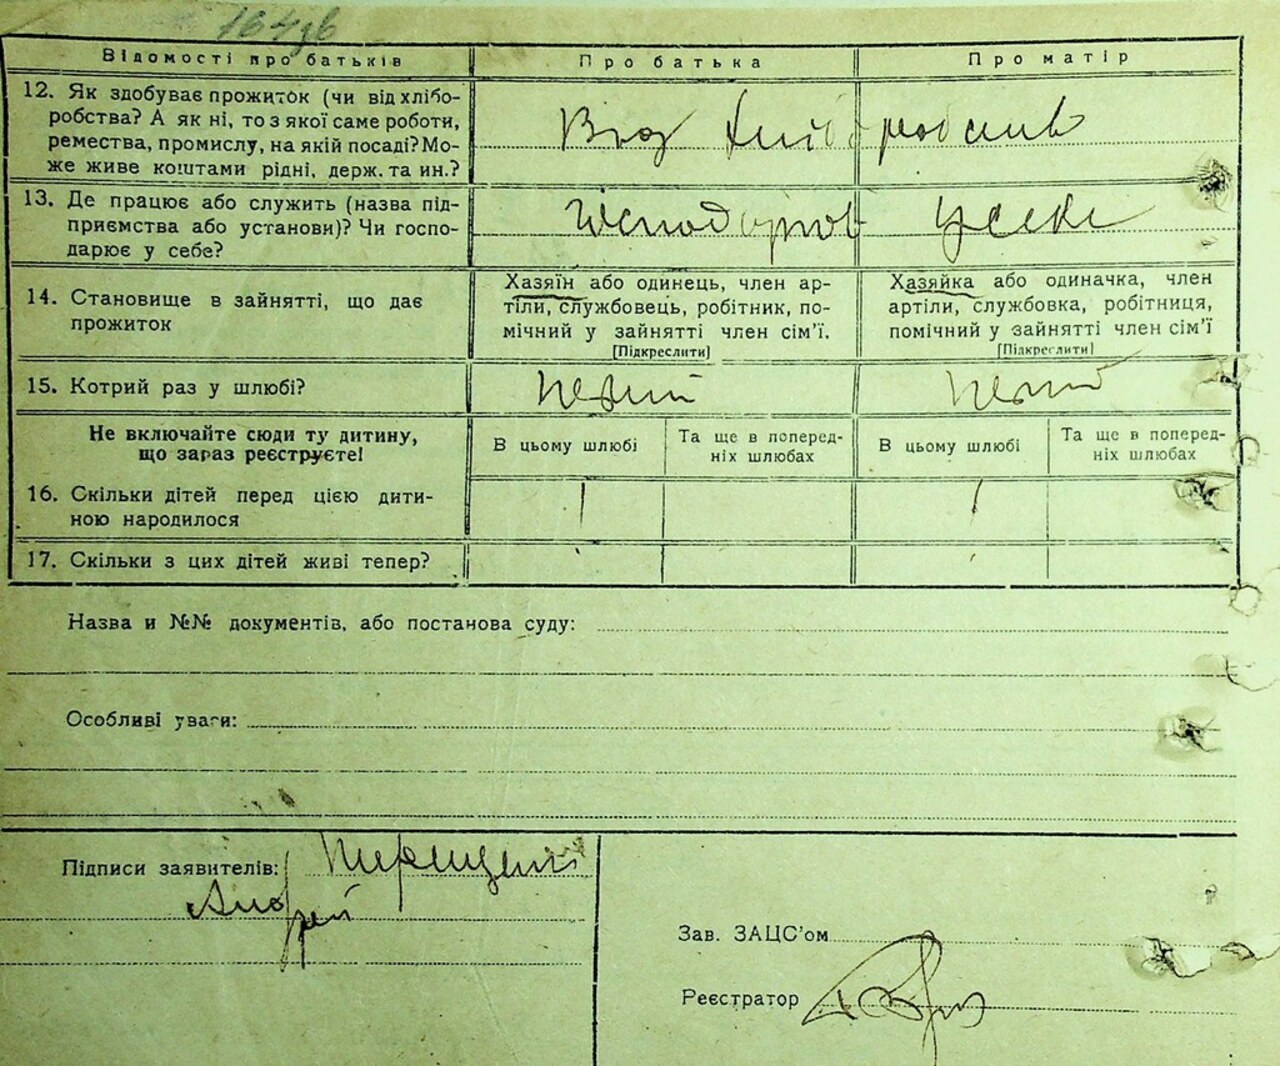 164зв
Відомості про батьків
Про батька
Про матір
12. Як здобуває прожиток (чи від хлібо-
робства? А як ні, то з якої саме роботи,
ремества, промислу, на якій посаді? Мо-
же живе коштами рідні, держ. та ин.?
Від хліборобства
13. Де працює або служить (назва під-
приємства або установи)? Чи госпо-
дарює у себе?
14. Становище в зайнятті, що дає
прожиток
Хазяїн або одинець, член ар-
тіли, службовець, робітник, по-
мічний у зайнятті член сім’ї.
[Підкреслити]
Хазяйка або одиначка, член
артіли, службовка, робітниця,
помічний у зайнятті член сім’ї
[Підкреслити]
15. Котрий раз у шлюбі?
Не включайте сюди ту дитину,
що зараз реєструєте!
В цьому шлюбі
Та ще в поперед-
ніх шлюбах
В цьому шлюбі
Та ще в поперед-
ніх шлюбах
16. Скільки дітей перед цією дити-
ною народилося
1
1
17. Скільки з цих дітей живі тепер?
Назва и №№ документів, або постанова суду:
Особливі уваги:
Підписи заявителів:
Андрей
Зав. ЗАЦС’ом
Реєстратор